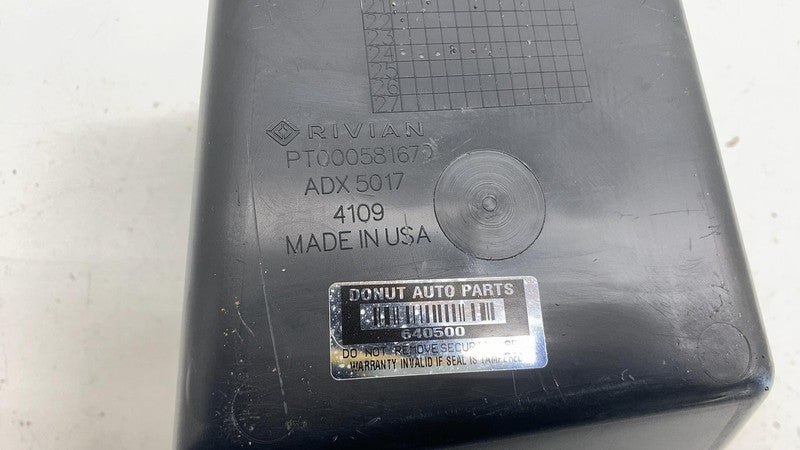 22
23
24
25
26
27
RIVIAN
PT00058167
ADX 5017
4109
MADE IN USA
DONUT AUTO PARTS
640500
DO NOT REMOVE
WARRANTY INVALID IF SEAL IS TAMPERED